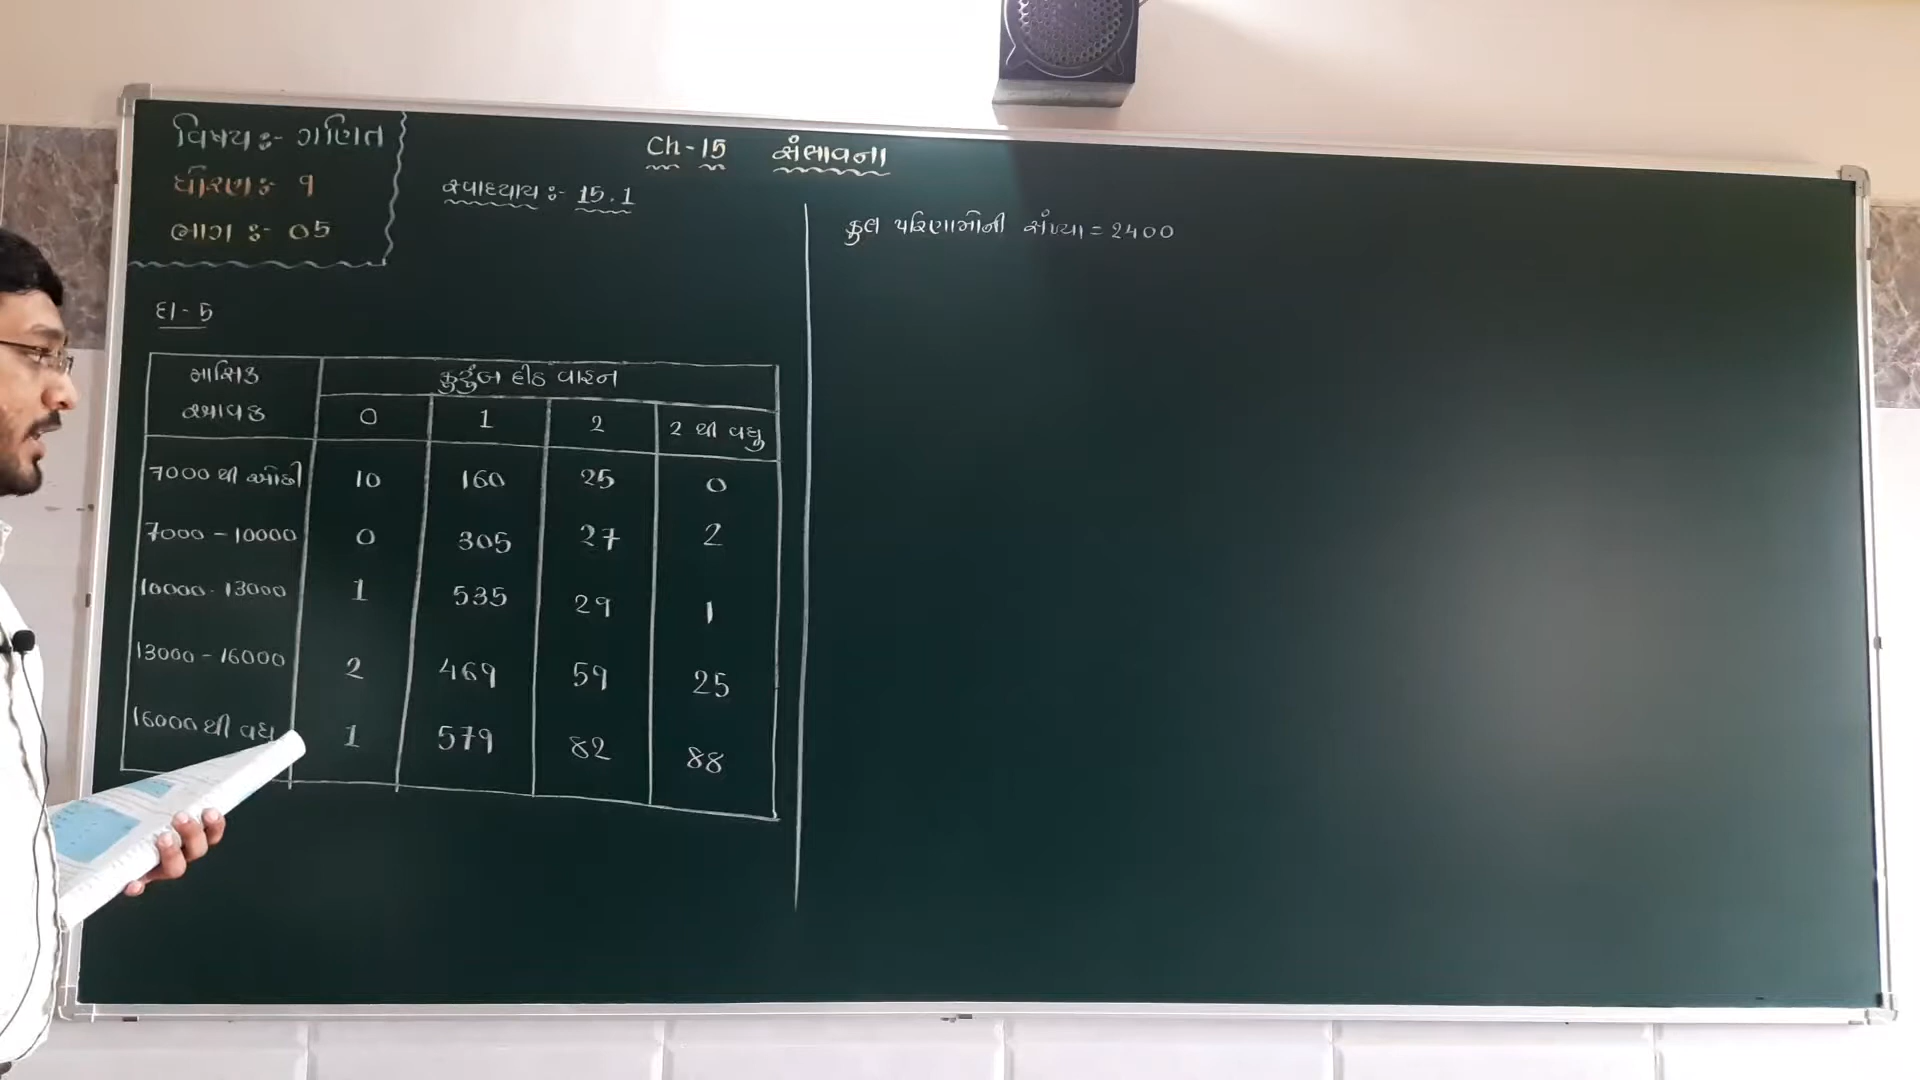 વિષય :- ગણિત
ધોરણ :- ૧
ભાગ :- 05
Ch - 15 સંભાવના
સ્વાધ્યાય :- 15.1
કુલ પરિણામોની સંખ્યા = 2400
દા - 5
માસિક આવક
કુટુંબ દીઠ વાહન
0 1 2 2 થી વધુ
7000 થી ઓછી 10 160 25 0
7000 - 10000 0 305 27 2
10000 - 13000 1 535 29 1
13000 - 16000 2 469 59 25
16000 થી વધુ 1 579 82 88